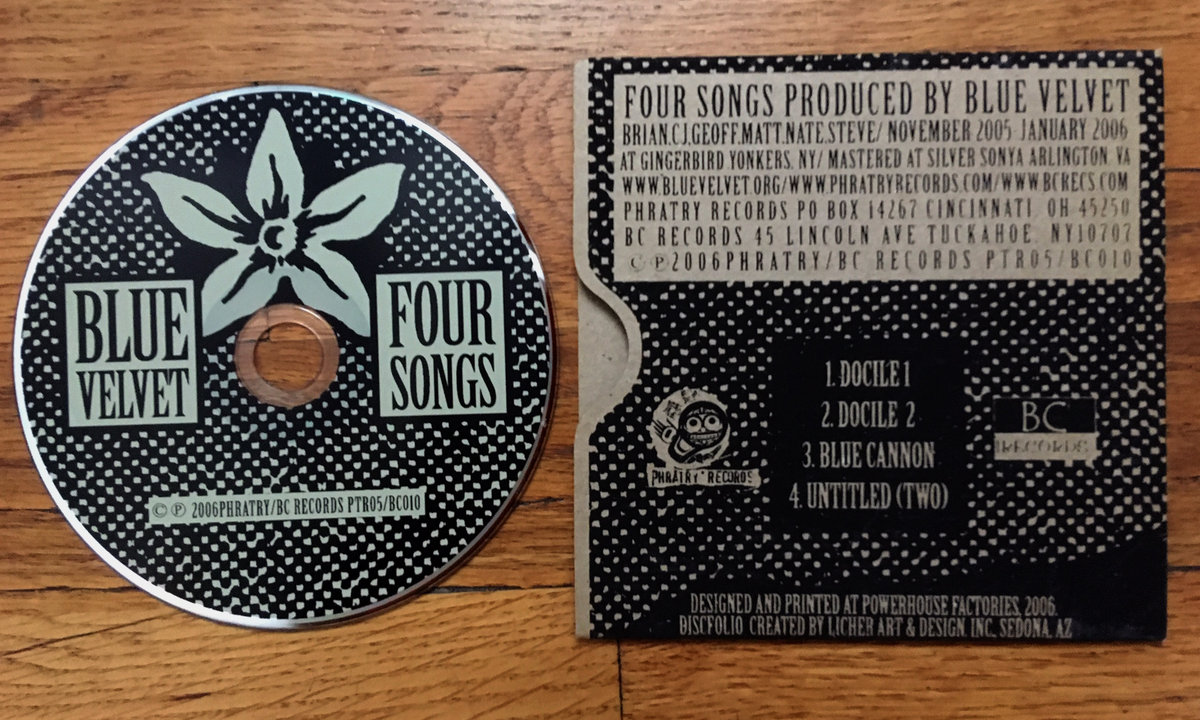 BLUE
VELVET
FOUR
SONGS
© ℗ 2006PHRATRY/BC RECORDS PTR05/BC010
FOUR SONGS PRODUCED BY BLUE VELVET
BRIAN.CJ.GEOFF.MATT.NATE.STEVE/ NOVEMBER 2005-JANUARY 2006
AT GINGERBIRD YONKERS, NY/ MASTERED AT SILVER SONYA ARLINGTON, VA
WWW.BLUEVELVET.ORG/WWW.PHRATRYRECORDS.COM/WWW.BCRECS.COM
PHRATRY RECORDS PO BOX 14267 CINCINNATI, OH 45250
BC RECORDS 45 LINCOLN AVE TUCKAHOE, NY10707
© ℗ 2006PHRATRY/BC RECORDS PTR05/BC010
1. DOCILE 1
2. DOCILE 2
3. BLUE CANNON
4. UNTITLED (TWO)
PHRATRY RECORDS
BC
RECORDS
DESIGNED AND PRINTED AT POWERHOUSE FACTORIES, 2006.
DISCFOLIO CREATED BY LICHER ART & DESIGN, INC., SEDONA, AZ